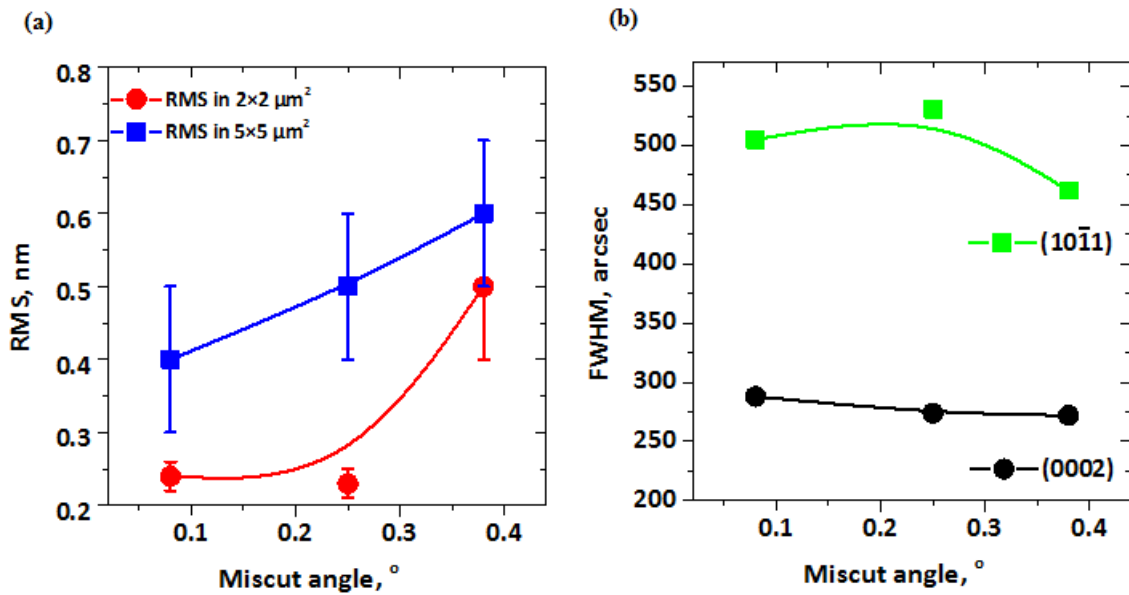 (a)
0.8
0.7
0.6
0.5
0.4
0.3
0.2
RMS, nm
RMS in 2×2 µm²
RMS in 5×5 µm²
0.1 0.2 0.3 0.4
Miscut angle, °
(b)
550
500
450
400
350
300
250
200
FWHM, arcsec
(101̄1)
(0002)
0.1 0.2 0.3 0.4
Miscut angle, °